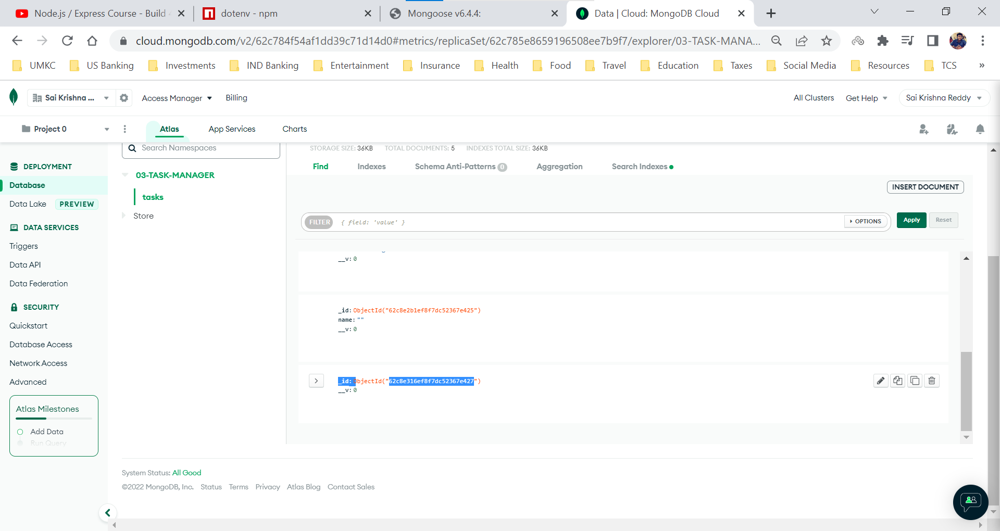 Node.js / Express Course - Build
dotenv - npm
Mongoose v6.4.4:
Data | Cloud: MongoDB Cloud
cloud.mongodb.com/v2/62c784f54af1dd39c71d14d0#metrics/replicaSet/62c785e8659196508ee7b9f7/explorer/03-TASK-MANA...
UMKC US Banking Investments IND Banking Entertainment Insurance Health Food Travel Education Taxes Social Media Resources TCS »
Sai Krishna ... Access Manager Billing All Clusters Get Help Sai Krishna Reddy
Project 0 Atlas App Services Charts
DEPLOYMENT
Database
Data Lake PREVIEW
DATA SERVICES
Triggers
Data API
Data Federation
SECURITY
Quickstart
Database Access
Network Access
Advanced
Atlas Milestones
Add Data
Run Query
Search Namespaces
03-TASK-MANAGER
tasks
Store
STORAGE SIZE: 36KB TOTAL DOCUMENTS: 5 INDEXES TOTAL SIZE: 36KB
Find Indexes Schema Anti-Patterns 0 Aggregation Search Indexes
INSERT DOCUMENT
FILTER { field: 'value' } OPTIONS Apply Reset
__v: 0
_id: ObjectId("62c8e2b1ef8f7dc52367e425")
name: ""
__v: 0
_id: ObjectId("62c8e316ef8f7dc52367e427")
__v: 0
System Status: All Good
©2022 MongoDB, Inc. Status Terms Privacy Atlas Blog Contact Sales